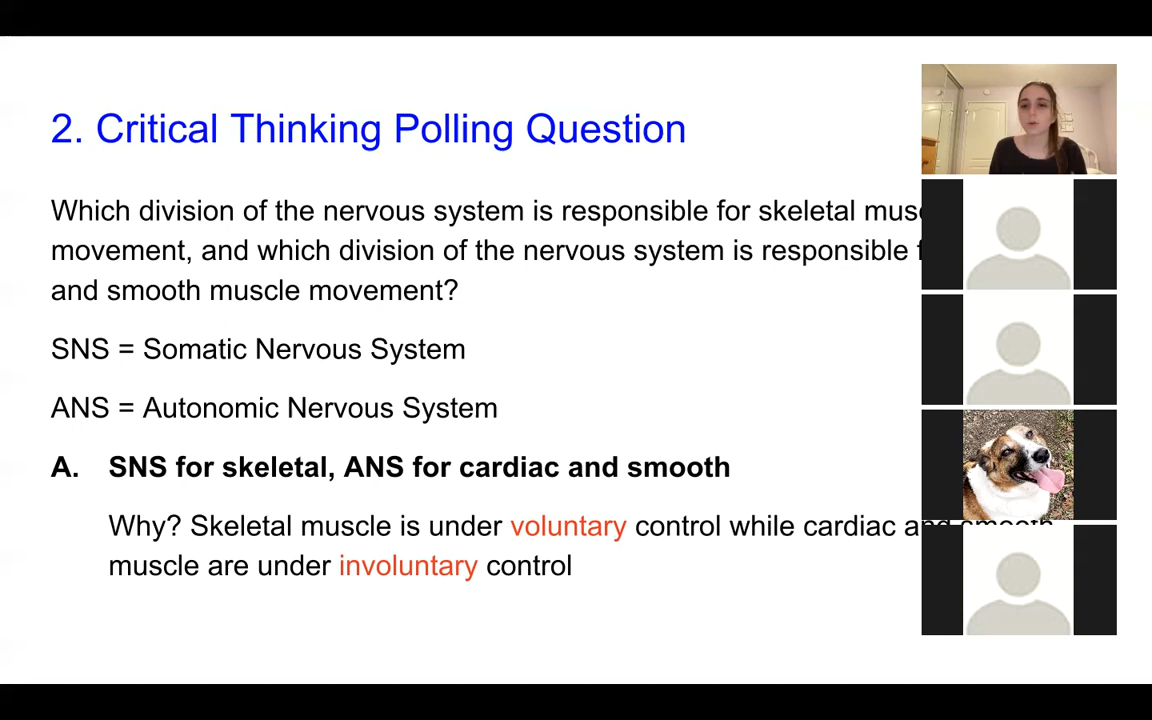 2. Critical Thinking Polling Question
Which division of the nervous system is responsible for skeletal
movement, and which division of the nervous system is responsible
and smooth muscle movement?
SNS = Somatic Nervous System
ANS = Autonomic Nervous System
A. SNS for skeletal, ANS for cardiac and smooth
Why? Skeletal muscle is under voluntary control while cardiac and smooth
muscle are under involuntary control